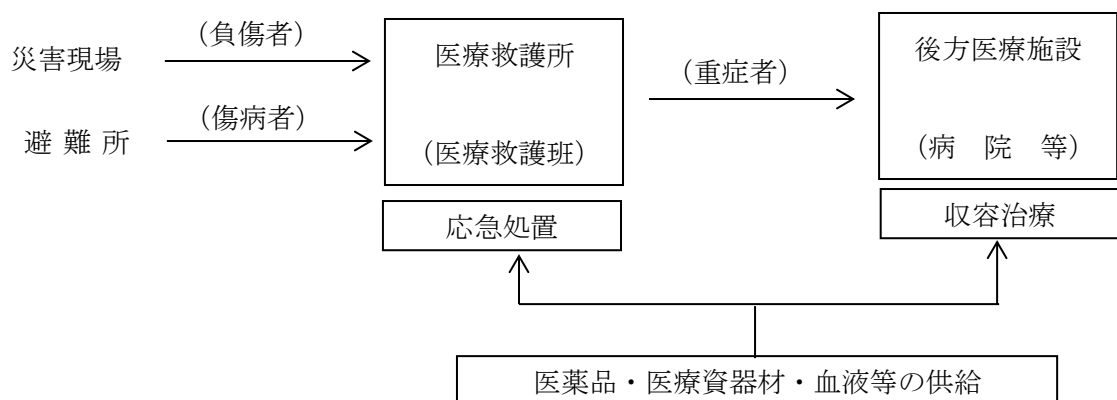 災害現場
(負傷者)
医療救護所
(重症者)
後方医療施設
避 難 所
(傷病者)
(医療救護班)
(病 院 等)
応急処置
収容治療
医薬品・医療資器材・血液等の供給